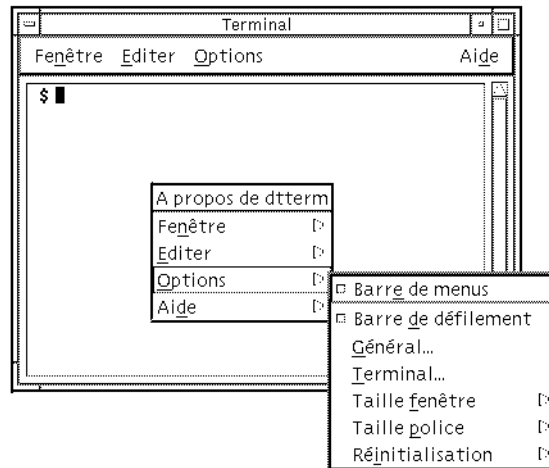 Terminal
Fenêtre Editer Options Aide
$
A propos de dtterm
Fenêtre
Editer
Options
Aide
Barre de menus
Barre de défilement
Général...
Terminal...
Taille fenêtre
Taille police
Réinitialisation